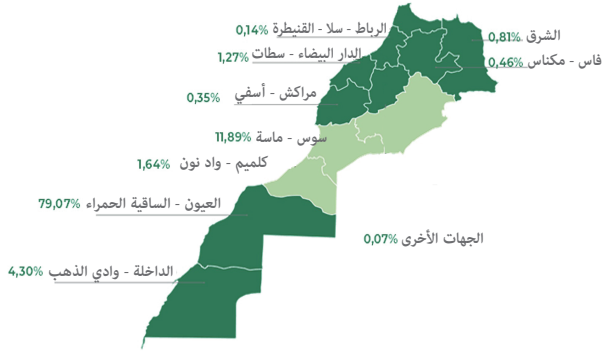 الرباط - سلا - القنيطرة 0,14%
الشرق 0,81%
الدار البيضاء - سطات 1,27%
فاس - مكناس 0,46%
مراكش - أسفي 0,35%
سوس - ماسة 11,89%
كلميم - واد نون 1,64%
العيون - الساقية الحمراء 79,07%
الجهات الأخرى 0,07%
الداخلة - وادي الذهب 4,30%